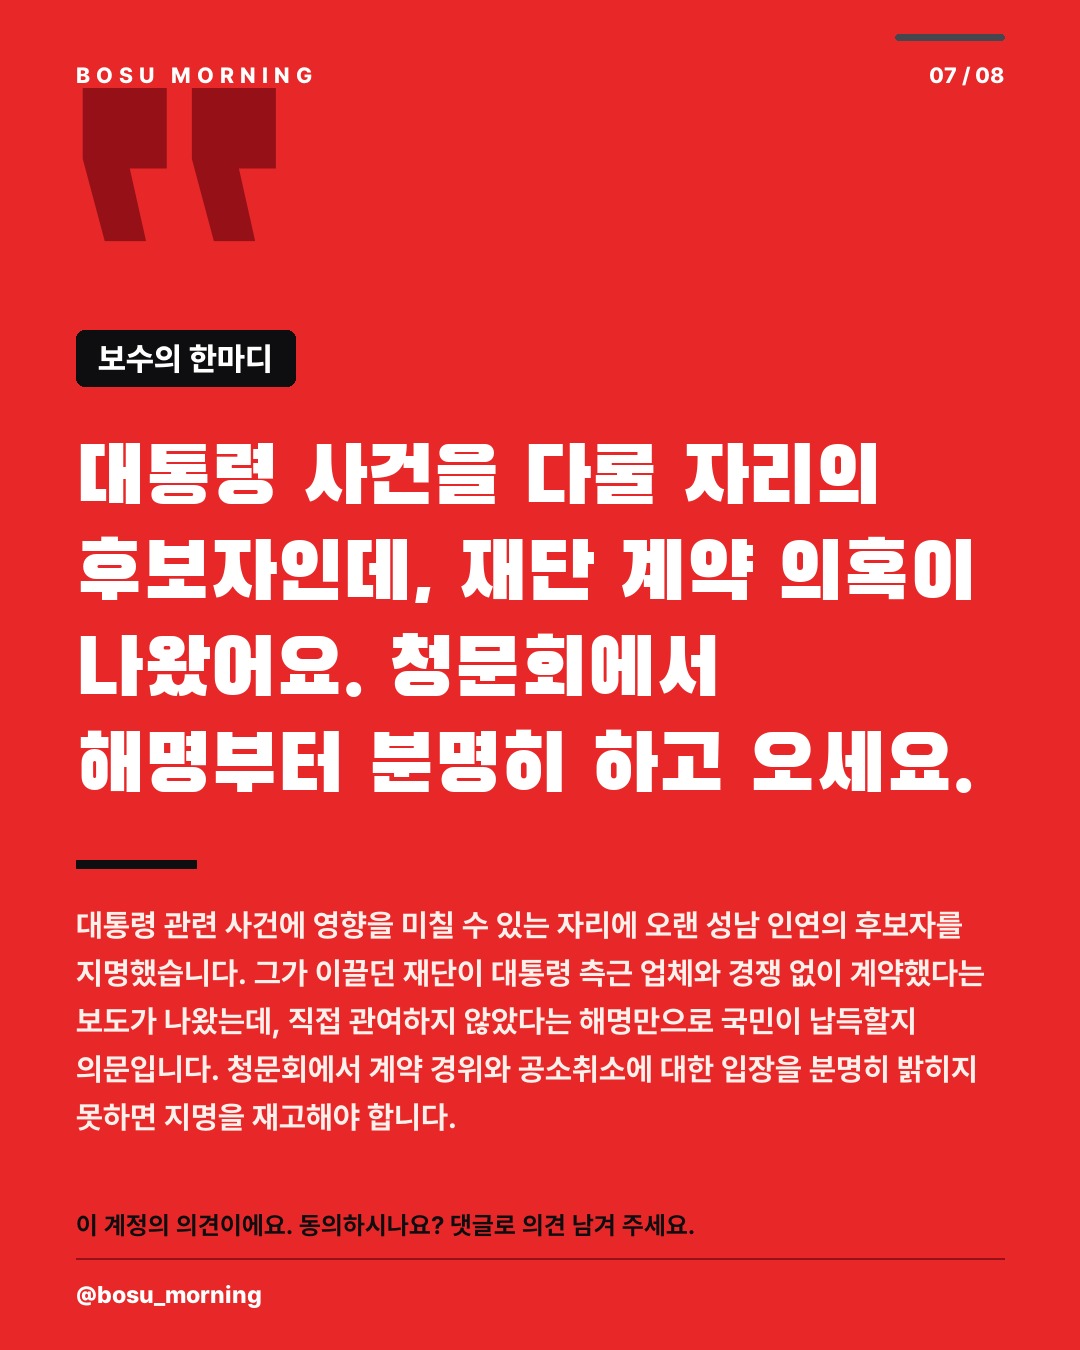 BOSU MORNING
07 / 08
보수의 한마디
대통령 사건을 다룰 자리의
후보자인데, 재단 계약 의혹이
나왔어요. 청문회에서
해명부터 분명히 하고 오세요.
대통령 관련 사건에 영향을 미칠 수 있는 자리에 오랜 성남 인연의 후보자를
지명했습니다. 그가 이끌던 재단이 대통령 측근 업체와 경쟁 없이 계약했다는
보도가 나왔는데, 직접 관여하지 않았다는 해명만으로 국민이 납득할지
의문입니다. 청문회에서 계약 경위와 공소취소에 대한 입장을 분명히 밝히지
못하면 지명을 재고해야 합니다.
이 계정의 의견이에요. 동의하시나요? 댓글로 의견 남겨 주세요.
@bosu_morning